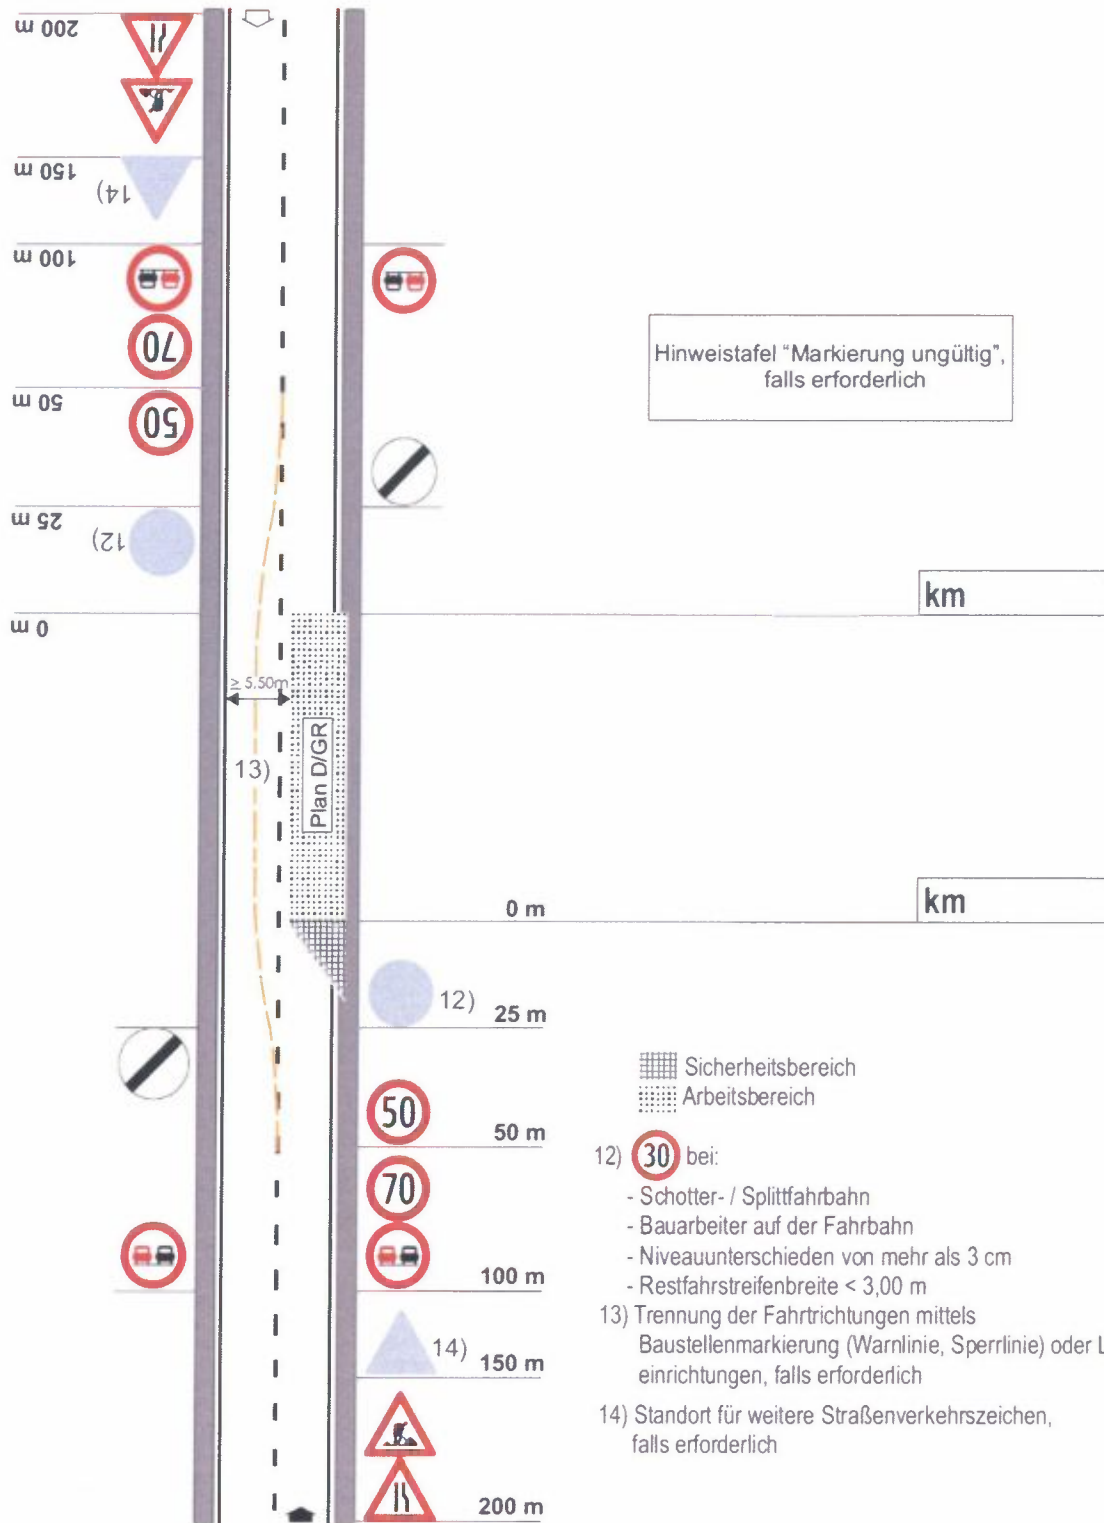 200 m
150 m
14)
100 m
70
50 m
50
25 m
12)
0 m
Hinweistafel "Markierung ungültig",
falls erforderlich
km
≥ 5.50m
13)
Plan D/GR
0 m
km
12)
25 m
50
50 m
70
100 m
14)
150 m
200 m
Sicherheitsbereich
Arbeitsbereich
12) 30 bei:
- Schotter- / Splittfahrbahn
- Bauarbeiter auf der Fahrbahn
- Niveauunterschieden von mehr als 3 cm
- Restfahrstreifenbreite < 3,00 m
13) Trennung der Fahrtrichtungen mittels
Baustellenmarkierung (Warnlinie, Sperrlinie) oder L
einrichtungen, falls erforderlich
14) Standort für weitere Straßenverkehrszeichen,
falls erforderlich